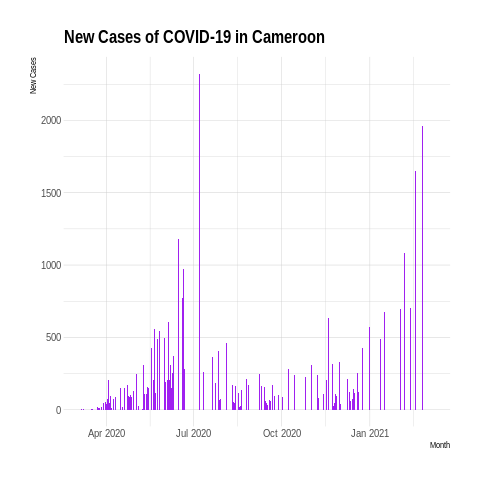 New Cases of COVID-19 in Cameroon
New Cases
2000
1500
1000
500
0
Apr 2020 Jul 2020 Oct 2020 Jan 2021
Month